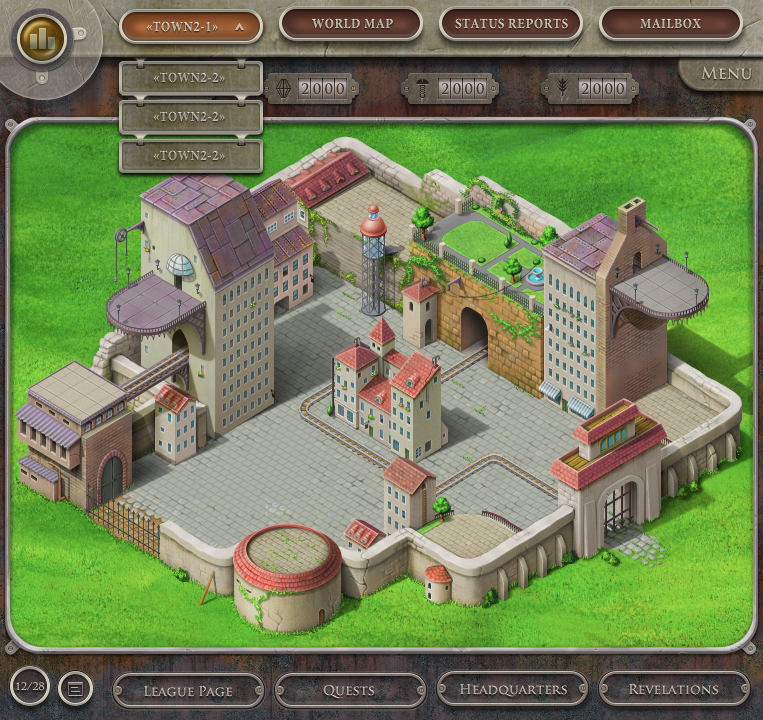 «TOWN2-1»
WORLD MAP
STATUS REPORTS
MAILBOX
MENU
«TOWN2-2»
2000
2000
2000
«TOWN2-2»
«TOWN2-2»
12/28
LEAGUE PAGE
QUESTS
HEADQUARTERS
REVELATIONS